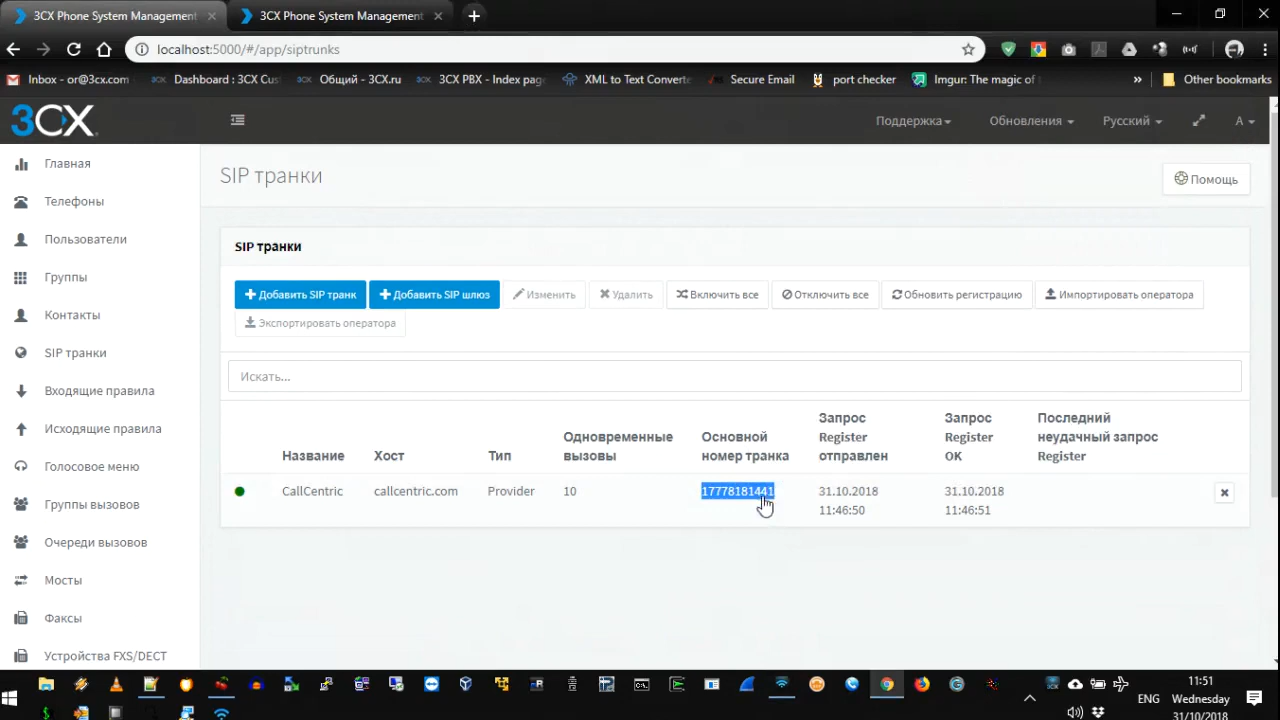 3CX Phone System Management
3CX Phone System Management
localhost:5000/#/app/siptrunks
Inbox - or@3cx.com
Dashboard : 3CX Cus
Общий - 3CX.ru
3CX PBX - Index page
XML to Text Converte
Secure Email
port checker
Imgur: The magic of t
»
Other bookmarks
3CX
Поддержка
Обновления
Русский
A
Главная
Телефоны
Пользователи
Группы
Контакты
SIP транки
Входящие правила
Исходящие правила
Голосовое меню
Группы вызовов
Очереди вызовов
Мосты
Факсы
Устройства FXS/DECT
SIP транки
Помощь
SIP транки
Добавить SIP транк
Добавить SIP шлюз
Изменить
Удалить
Включить все
Отключить все
Обновить регистрацию
Импортировать оператора
Экспортировать оператора
Искать...
Название
Хост
Тип
Одновременные
вызовы
Основной
номер транка
Запрос
Register
отправлен
Запрос
Register
OK
Последний
неудачный запрос
Register
CallCentric
callcentric.com
Provider
10
17778181441
31.10.2018
11:46:50
31.10.2018
11:46:51
11:51
ENG
Wednesday
31/10/2018